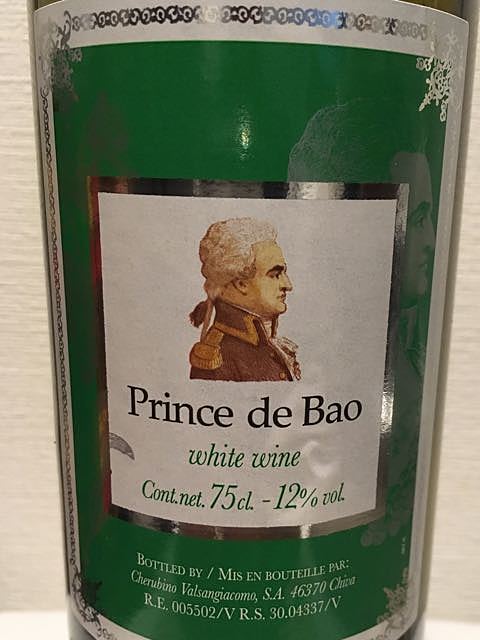 Prince de Bao
white wine
Cont.net. 75cl. - 12% vol.
BOTTLED BY / MIS EN BOUTEILLE PAR:
Cherubino Valsangiacomo, S.A. 46370 Chiva
R.E. 005502/V R.S. 30.04337/V